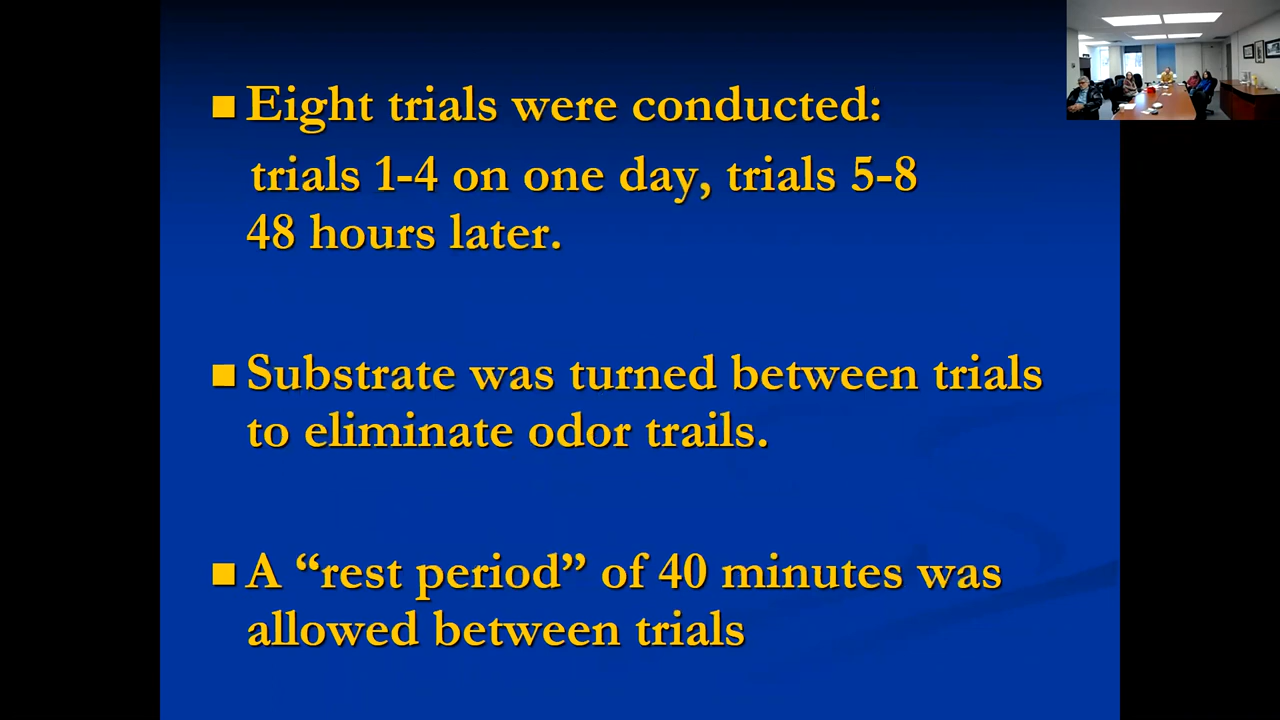 Eight trials were conducted:
trials 1-4 on one day, trials 5-8
48 hours later.
Substrate was turned between trials
to eliminate odor trails.
A “rest period” of 40 minutes was
allowed between trials